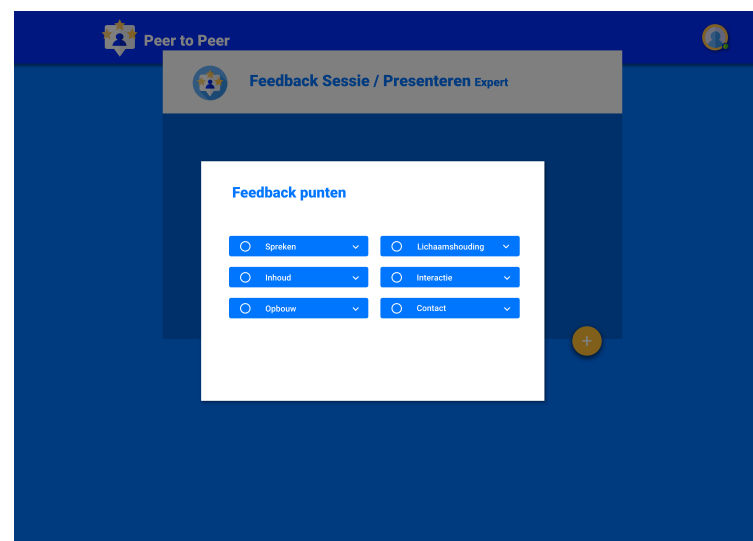 Peer to Peer
Feedback Sessie / Presenteren Expert
Feedback punten
Spreken
Lichaamshouding
Inhoud
Interactie
Opbouw
Contact
+